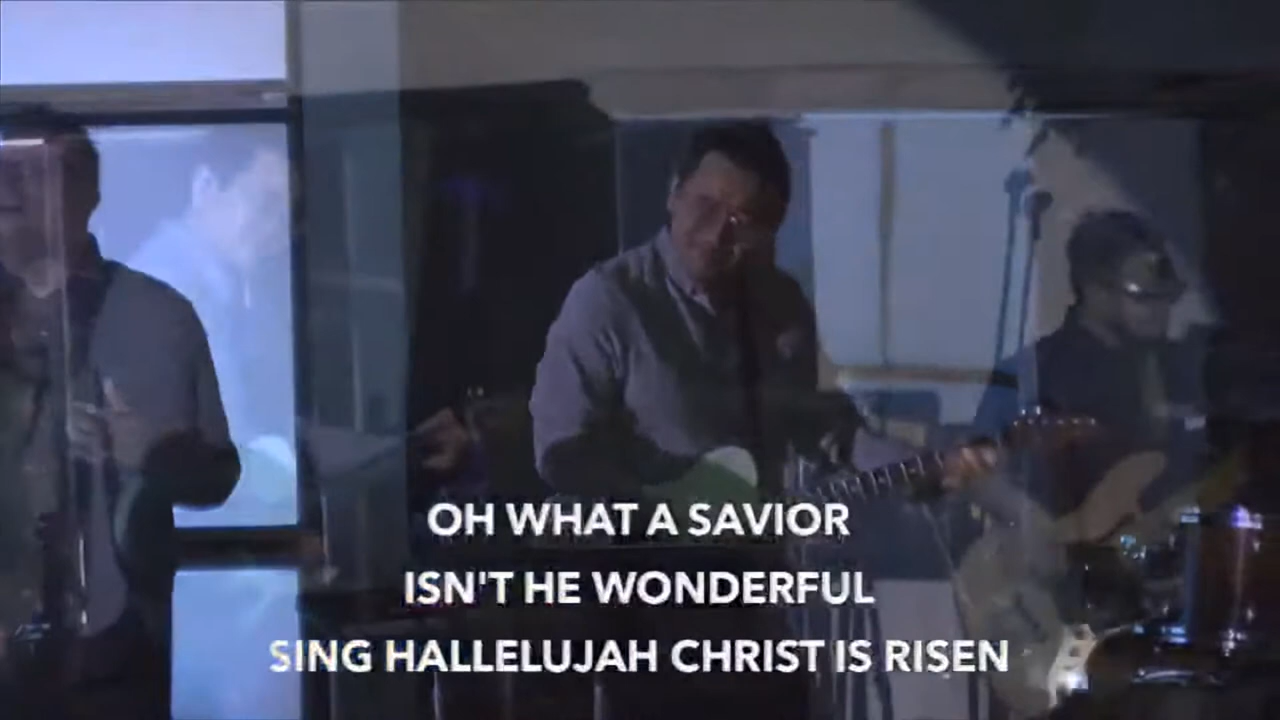 OH WHAT A SAVIOR
ISN'T HE WONDERFUL
SING HALLELUJAH CHRIST IS RISEN